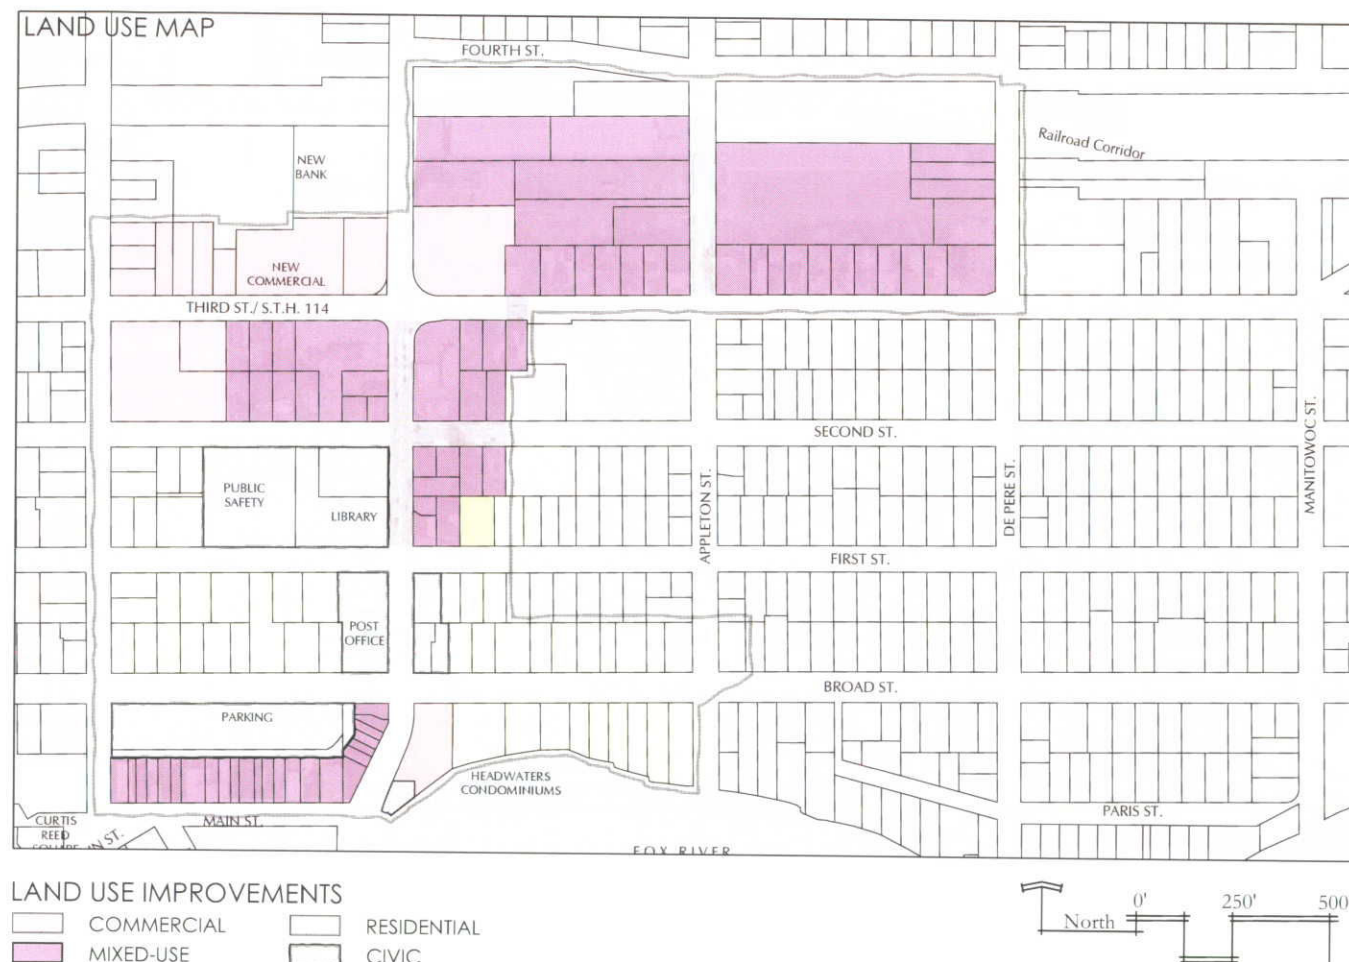 LAND USE MAP
FOURTH ST.
Railroad Corridor
NEW
BANK
NEW
COMMERCIAL
THIRD ST./ S.T.H. 114
SECOND ST.
MANITOWOC ST.
APPLETON ST.
DE PERE ST.
PUBLIC
SAFETY
LIBRARY
FIRST ST.
POST
OFFICE
BROAD ST.
PARKING
HEADWATERS
CONDOMINIUMS
PARIS ST.
CURTIS
REED
MAIN ST.
FOX RIVER
LAND USE IMPROVEMENTS
COMMERCIAL
RESIDENTIAL
MIXED-USE
CIVIC
North
0'
250'
500